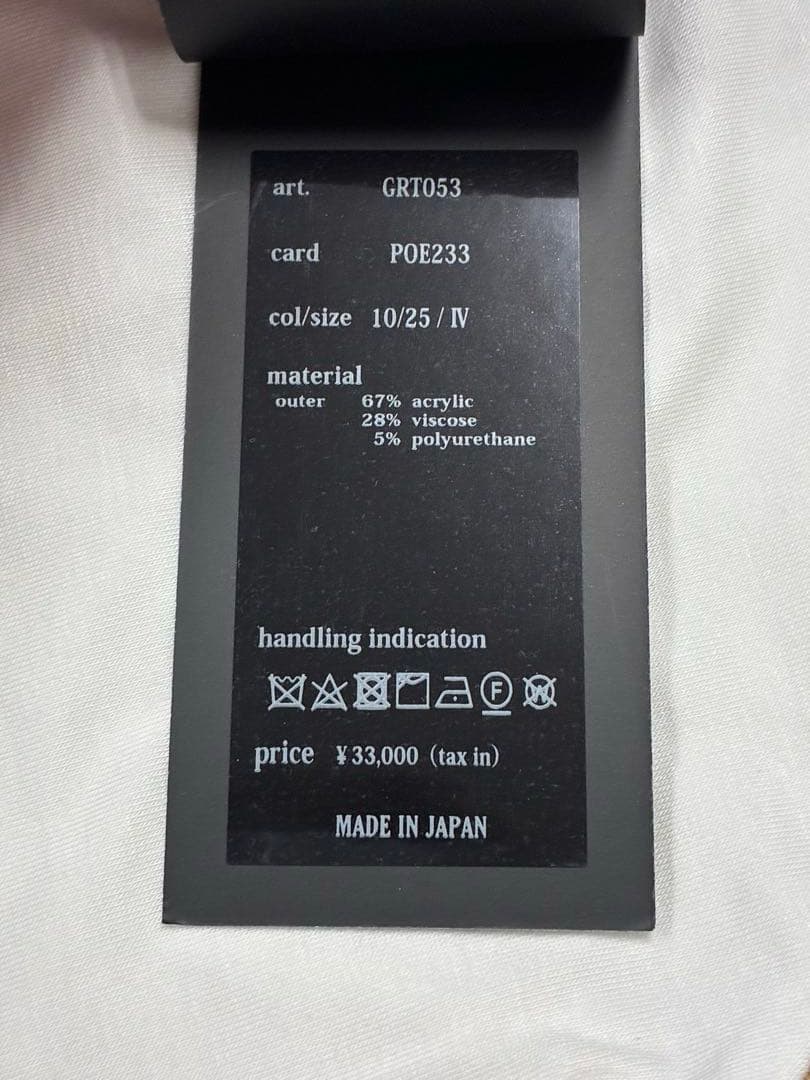 art. GRT053
card POE233
col/size 10/25 / Ⅳ
material
outer 67% acrylic
28% viscose
5% polyurethane
handling indication
F W
price ¥33,000 (tax in)
MADE IN JAPAN